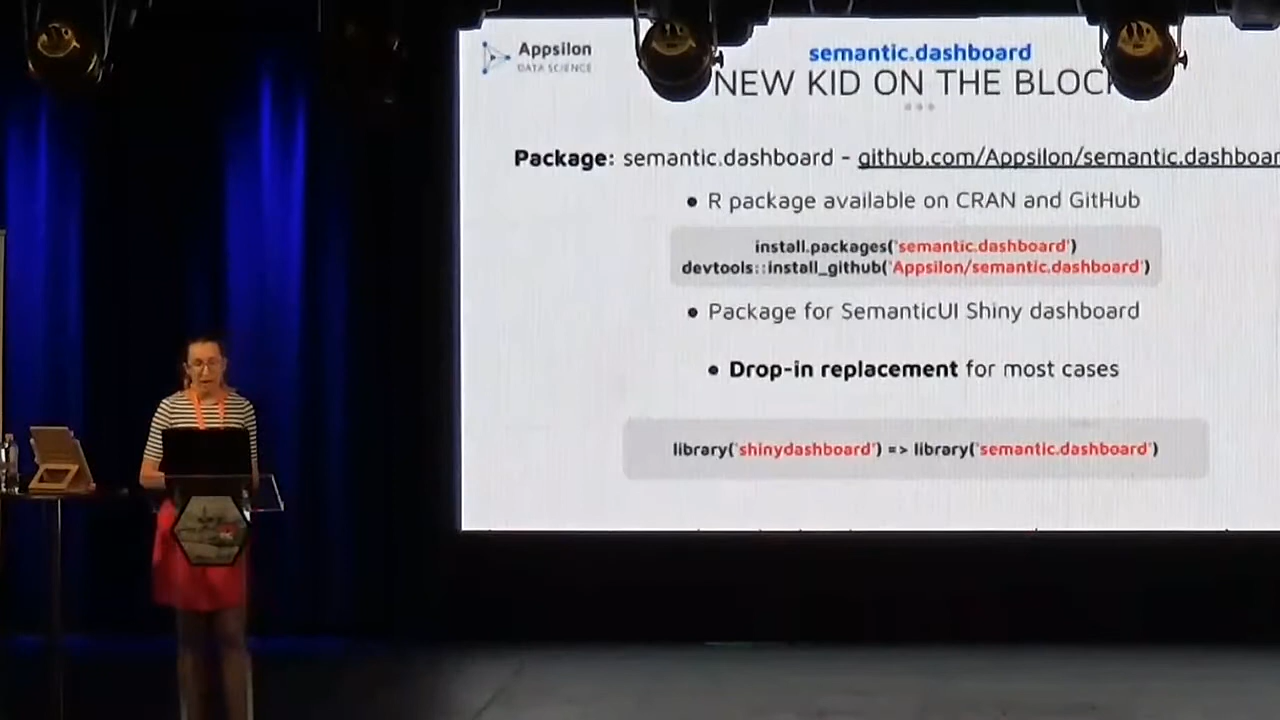 Appsilon
DATA SCIENCE
semantic.dashboard
NEW KID ON THE BLOCK
Package: semantic.dashboard - github.com/Appsilon/semantic.dashboar
• R package available on CRAN and GitHub
install.packages('semantic.dashboard')
devtools::install_github('Appsilon/semantic.dashboard')
• Package for SemanticUI Shiny dashboard
• Drop-in replacement for most cases
library('shinydashboard') => library('semantic.dashboard')